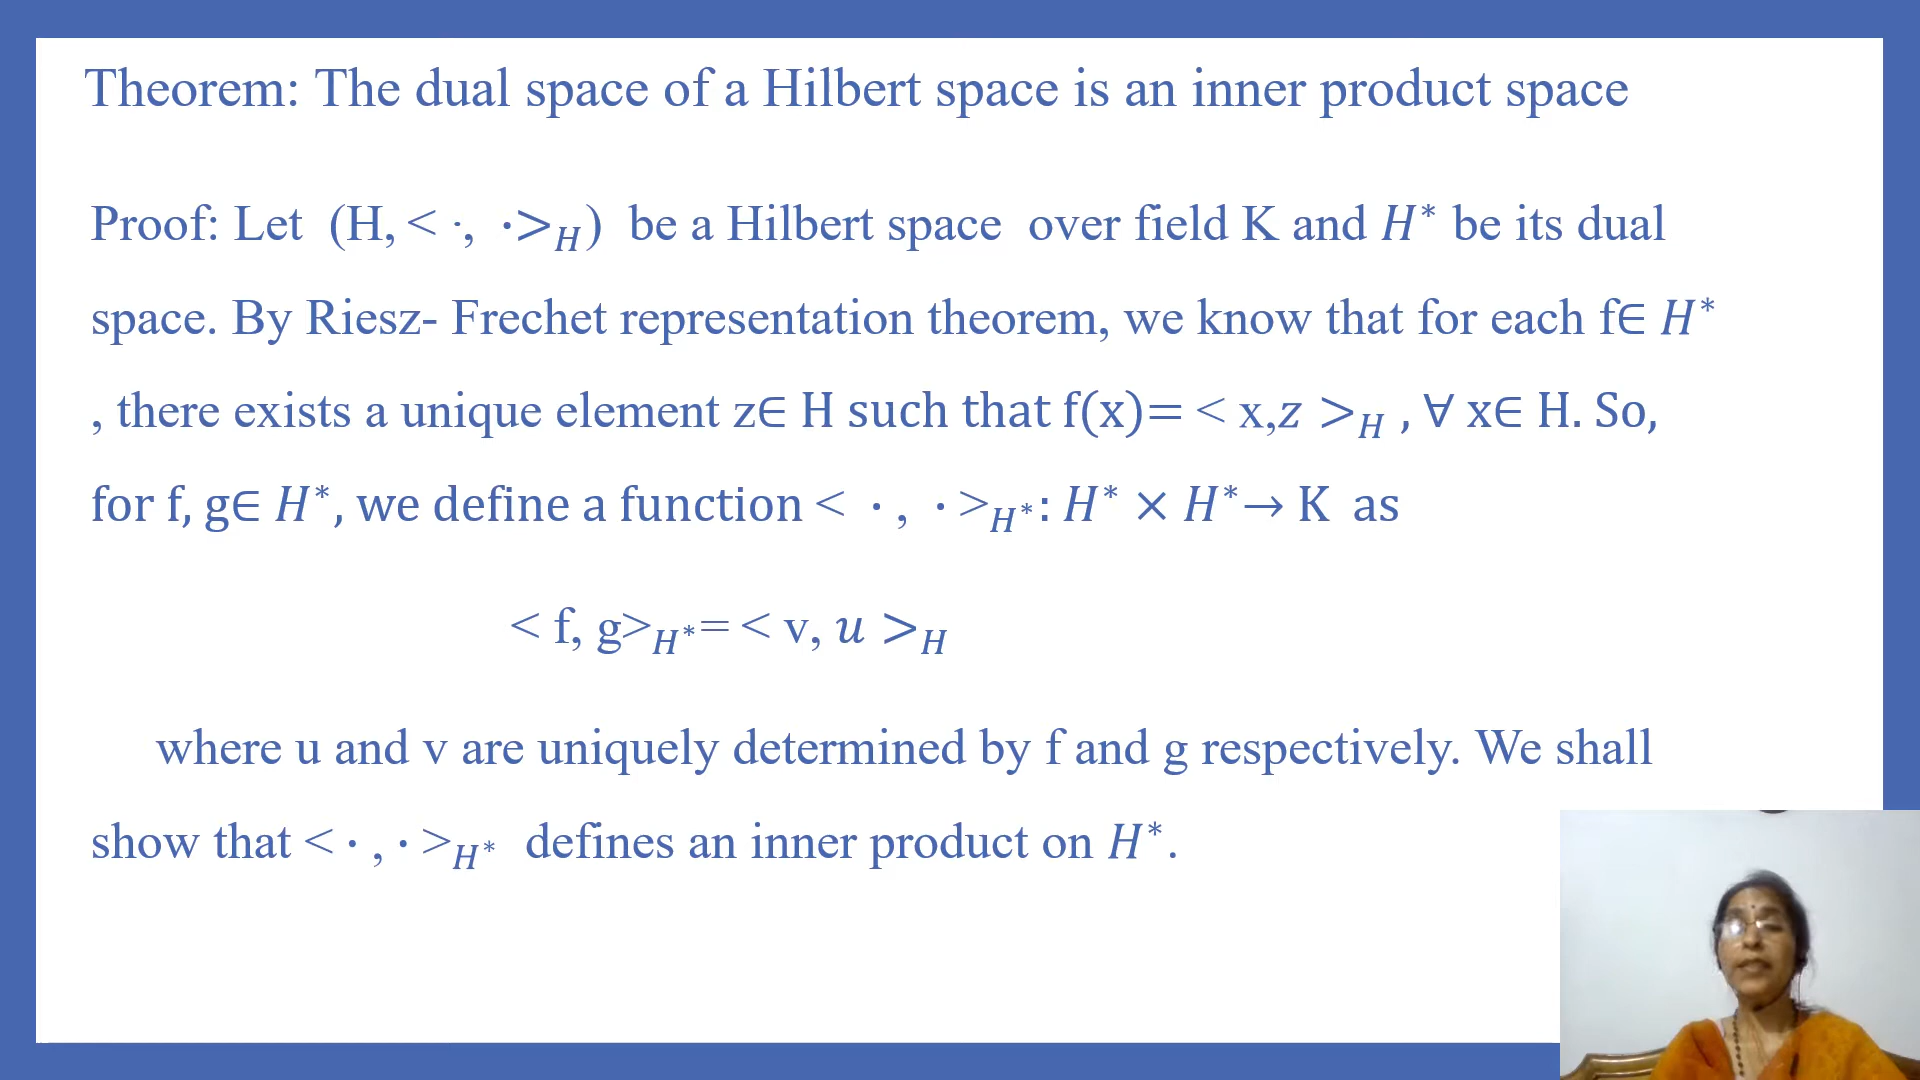 Theorem: The dual space of a Hilbert space is an inner product space
Proof: Let (H, < ·, ·>_H) be a Hilbert space over field K and H* be its dual
space. By Riesz- Frechet representation theorem, we know that for each f∈ H*
, there exists a unique element z∈ H such that f(x)= < x,z >_H , ∀ x∈ H. So,
for f, g∈ H*, we define a function < · , · >_H*: H* × H*→ K as
< f, g>_H*= < v, u >_H
where u and v are uniquely determined by f and g respectively. We shall
show that < · , · >_H* defines an inner product on H*.